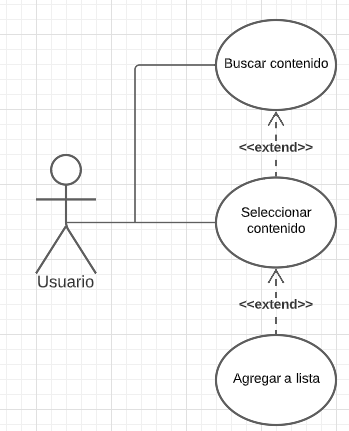 Buscar contenido
<<extend>>
Seleccionar
contenido
Usuario
<<extend>>
Agregar a lista